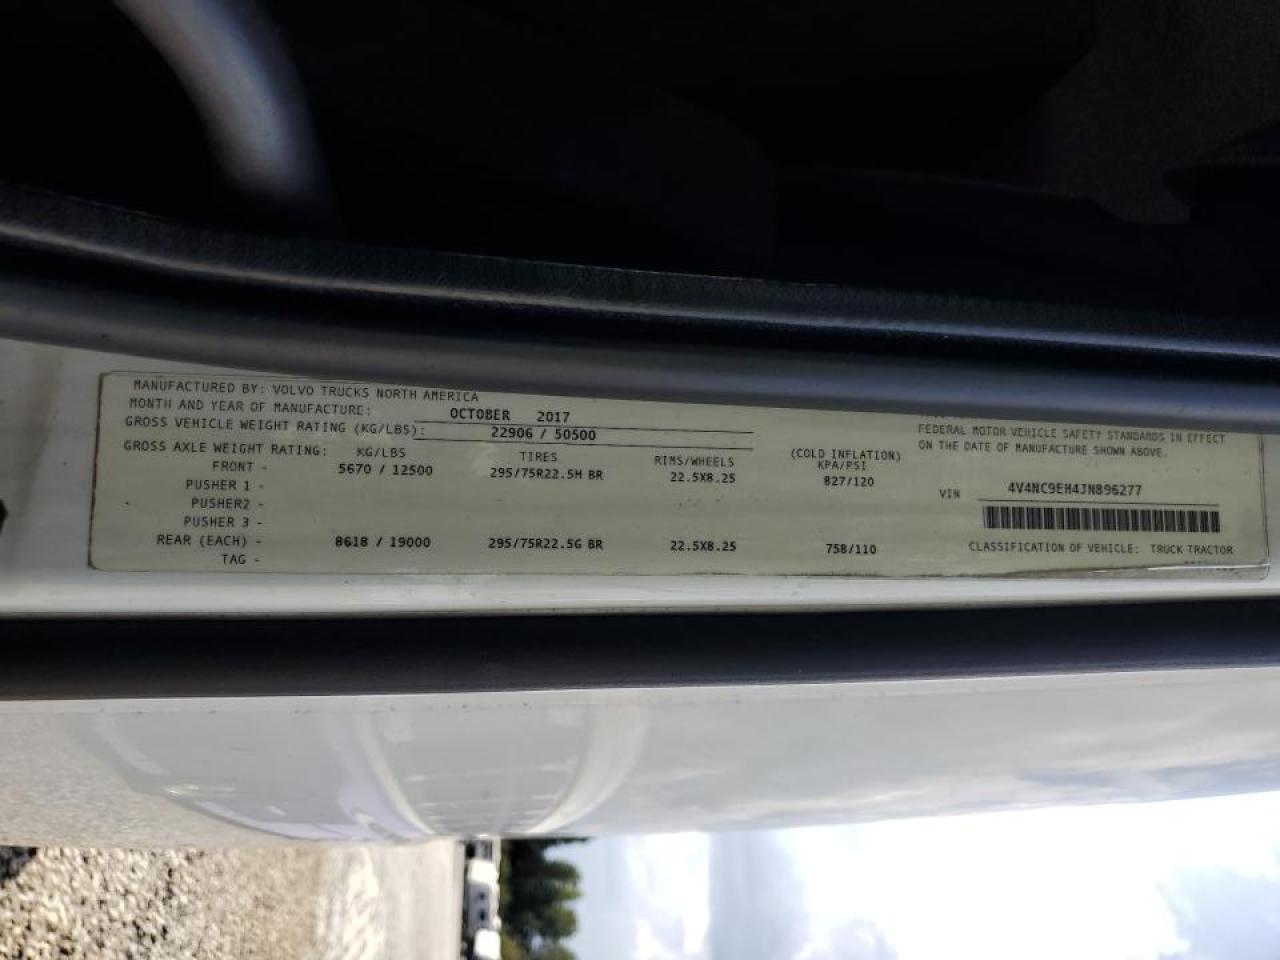 MANUFACTURED BY: VOLVO TRUCKS NORTH AMERICA
MONTH AND YEAR OF MANUFACTURE: OCTOBER 2017
GROSS VEHICLE WEIGHT RATING (KG/LBS): 22906 / 50500
GROSS AXLE WEIGHT RATING: KG/LBS TIRES RIMS/WHEELS (COLD INFLATION) KPA/PSI
FRONT - 5670 / 12500 295/75R22.5H BR 22.5X8.25 827/120
PUSHER 1 -
PUSHER2 -
PUSHER 3 -
REAR (EACH) - 8618 / 19000 295/75R22.5G BR 22.5X8.25 758/110
TAG -
FEDERAL MOTOR VEHICLE SAFETY STANDARDS IN EFFECT
ON THE DATE OF MANUFACTURE SHOWN ABOVE.
VIN 4V4NC9EH4JN896277
CLASSIFICATION OF VEHICLE: TRUCK TRACTOR